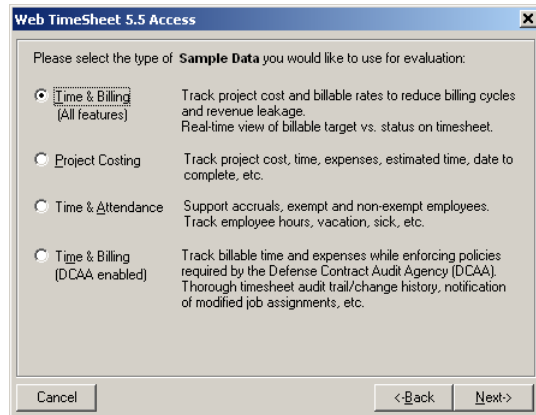 Web TimeSheet 5.5 Access
Please select the type of Sample Data you would like to use for evaluation:
Time & Billing
(All features)
Track project cost and billable rates to reduce billing cycles
and revenue leakage.
Real-time view of billable target vs. status on timesheet.
Project Costing
Track project cost, time, expenses, estimated time, date to
complete, etc.
Time & Attendance
Support accruals, exempt and non-exempt employees.
Track employee hours, vacation, sick, etc.
Time & Billing
(DCAA enabled)
Track billable time and expenses while enforcing policies
required by the Defense Contract Audit Agency (DCAA).
Thorough timesheet audit trail/change history, notification
of modified job assignments, etc.
Cancel
<-Back
Next->